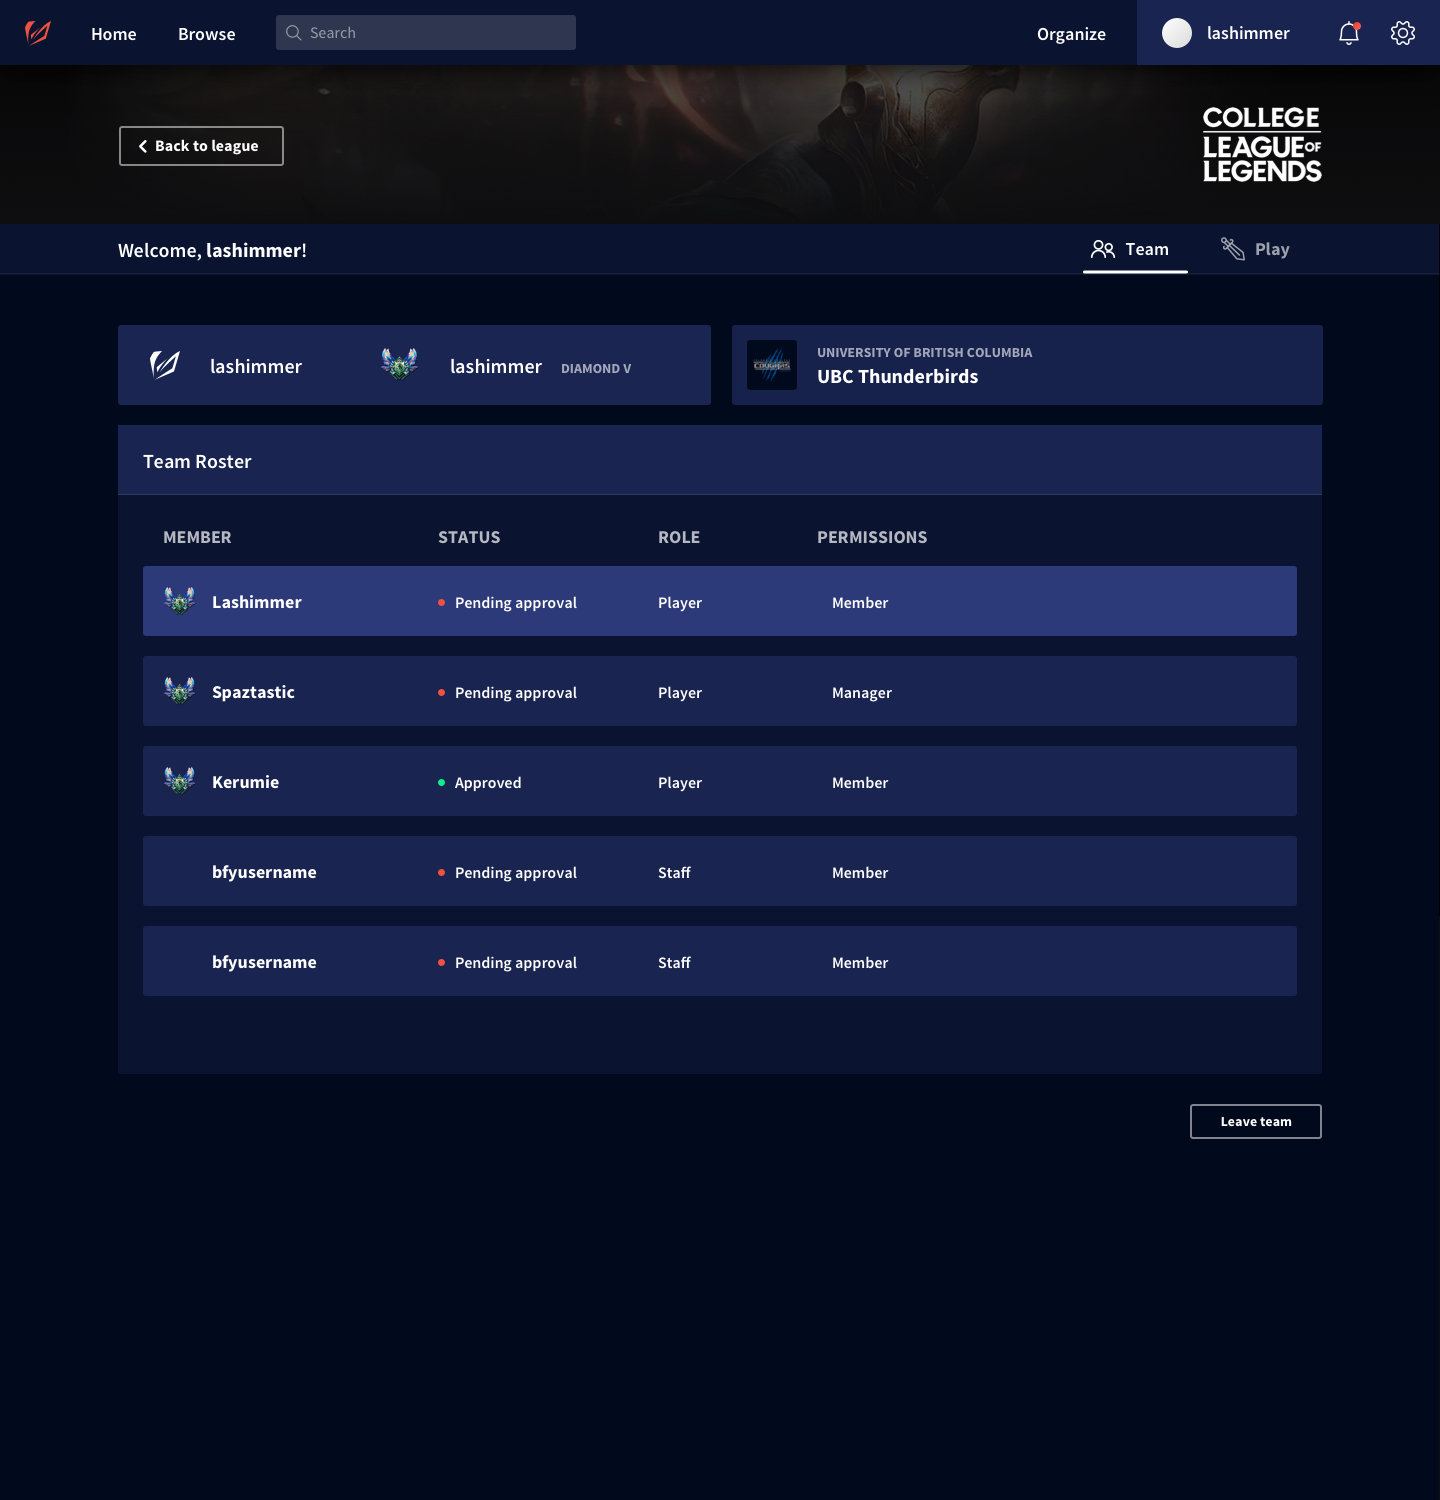 Home Browse Search Organize lashimmer
Back to league
COLLEGE
LEAGUE OF
LEGENDS
Welcome, lashimmer!
Team Play
lashimmer lashimmer DIAMOND V
UNIVERSITY OF BRITISH COLUMBIA
UBC Thunderbirds
COUGARS
Team Roster
MEMBER STATUS ROLE PERMISSIONS
Lashimmer Pending approval Player Member
Spaztastic Pending approval Player Manager
Kerumie Approved Player Member
bfyusername Pending approval Staff Member
bfyusername Pending approval Staff Member
Leave team